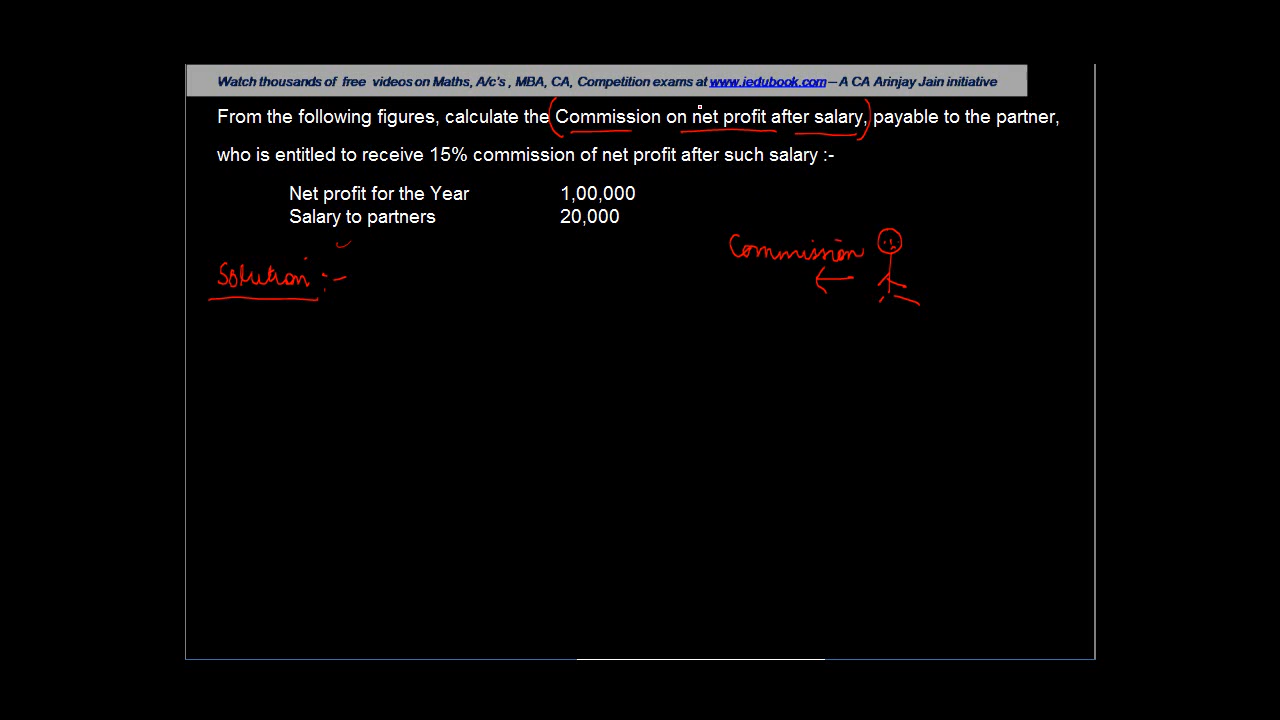 Watch thousands of free videos on Maths, A/c's , MBA, CA, Competition exams at www.iedubook.com – A CA Arinjay Jain initiative
From the following figures, calculate the Commission on net profit after salary, payable to the partner,
who is entitled to receive 15% commission of net profit after such salary :-
Net profit for the Year 1,00,000
Salary to partners 20,000
Commission
Solution :-